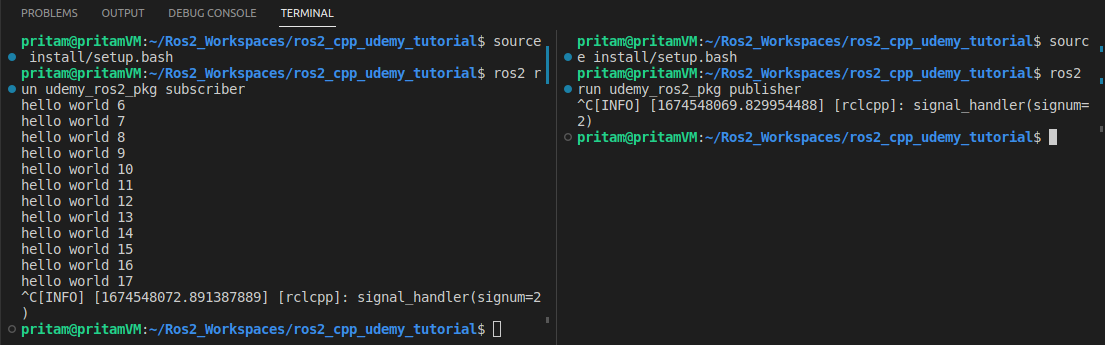 PROBLEMS OUTPUT DEBUG CONSOLE TERMINAL
pritam@pritamVM:~/Ros2_Workspaces/ros2_cpp_udemy_tutorial$ source
 install/setup.bash
pritam@pritamVM:~/Ros2_Workspaces/ros2_cpp_udemy_tutorial$ ros2 r
un udemy_ros2_pkg subscriber
hello world 6
hello world 7
hello world 8
hello world 9
hello world 10
hello world 11
hello world 12
hello world 13
hello world 14
hello world 15
hello world 16
hello world 17
^C[INFO] [1674548072.891387889] [rclcpp]: signal_handler(signum=2
)
pritam@pritamVM:~/Ros2_Workspaces/ros2_cpp_udemy_tutorial$
pritam@pritamVM:~/Ros2_Workspaces/ros2_cpp_udemy_tutorial$ sourc
e install/setup.bash
pritam@pritamVM:~/Ros2_Workspaces/ros2_cpp_udemy_tutorial$ ros2
run udemy_ros2_pkg publisher
^C[INFO] [1674548069.829954488] [rclcpp]: signal_handler(signum=
2)
pritam@pritamVM:~/Ros2_Workspaces/ros2_cpp_udemy_tutorial$